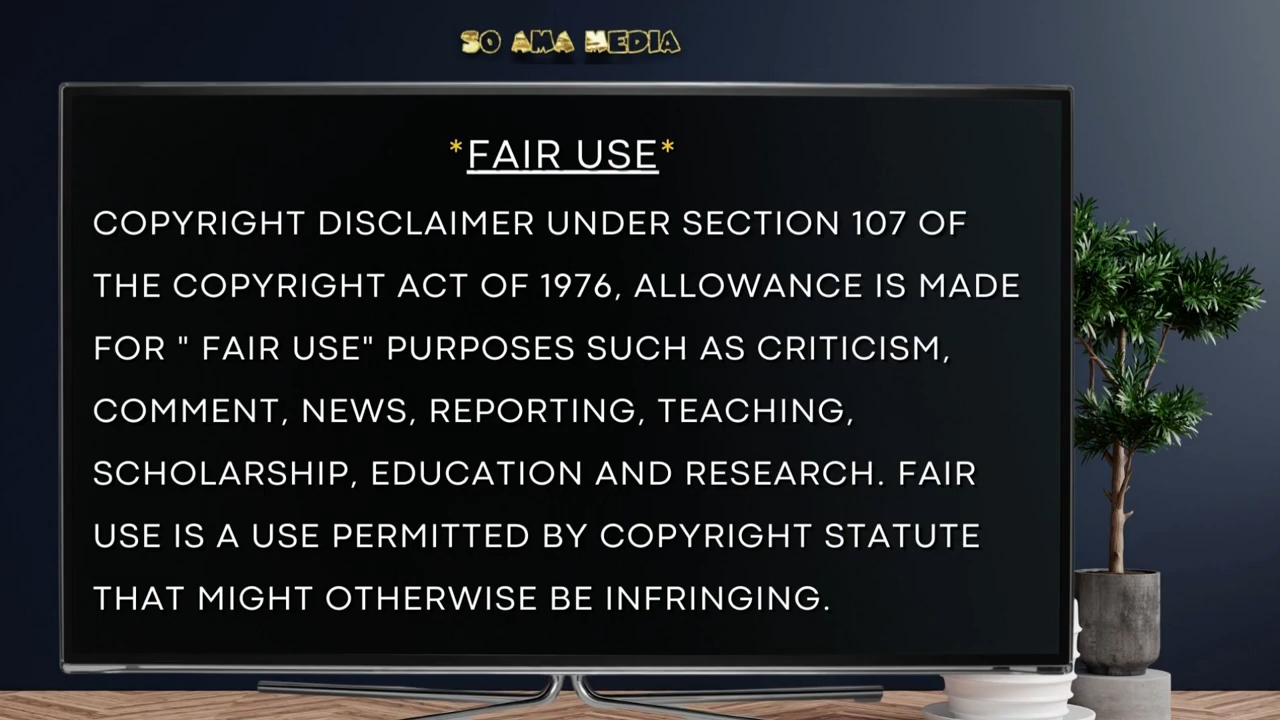 SO AMA MEDIA
*FAIR USE*
COPYRIGHT DISCLAIMER UNDER SECTION 107 OF
THE COPYRIGHT ACT OF 1976, ALLOWANCE IS MADE
FOR " FAIR USE" PURPOSES SUCH AS CRITICISM,
COMMENT, NEWS, REPORTING, TEACHING,
SCHOLARSHIP, EDUCATION AND RESEARCH. FAIR
USE IS A USE PERMITTED BY COPYRIGHT STATUTE
THAT MIGHT OTHERWISE BE INFRINGING.